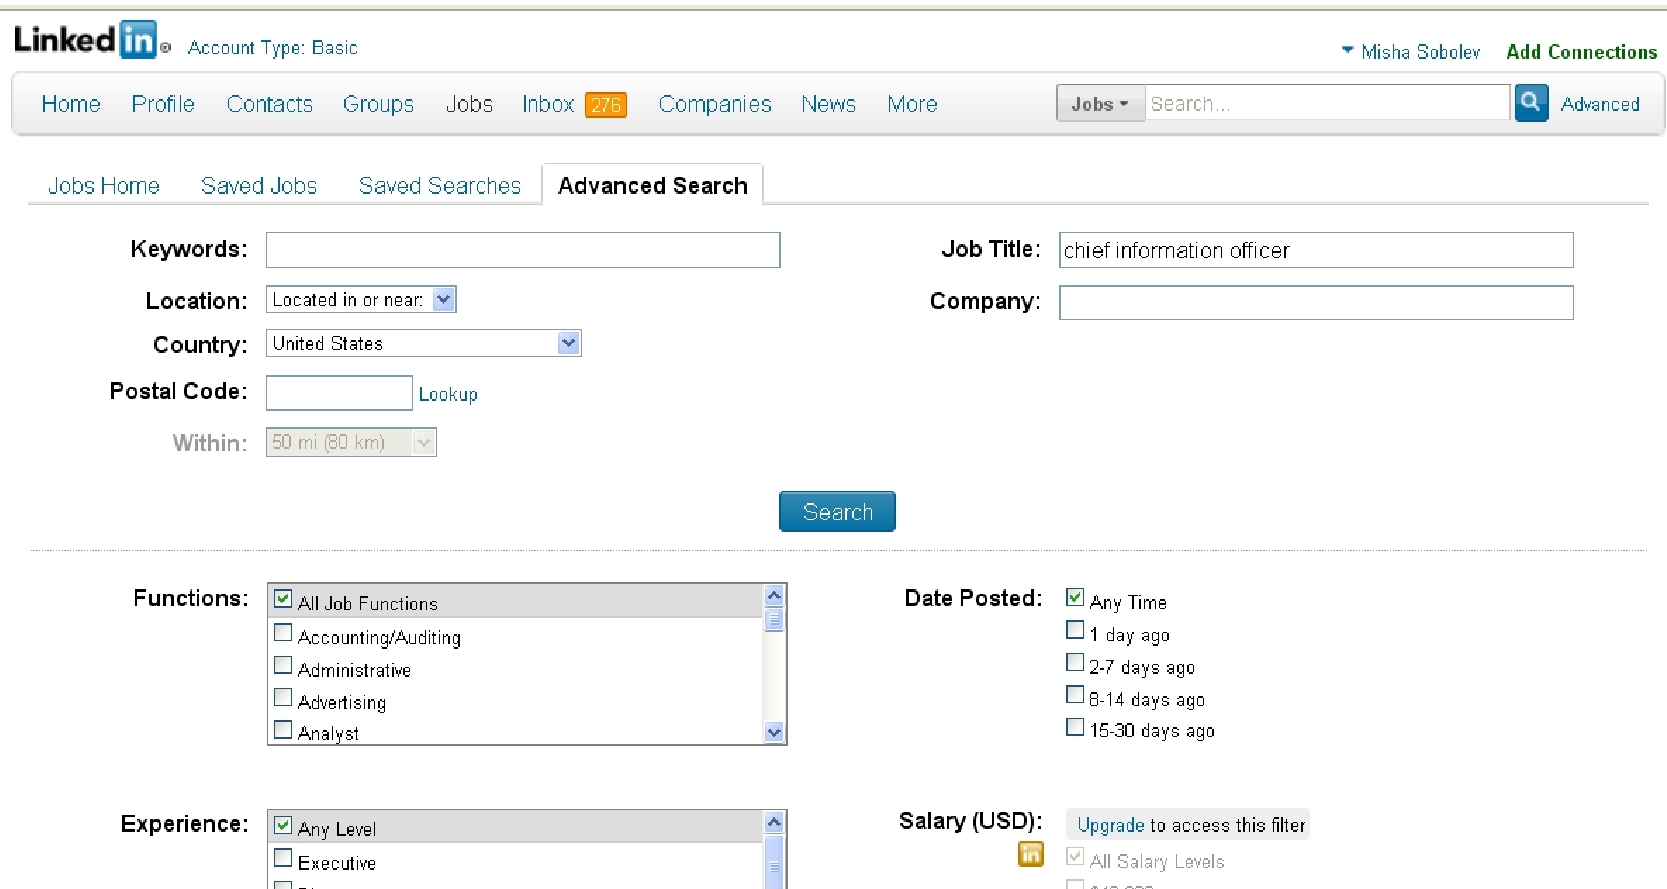 Linked in ® Account Type: Basic
Misha Sobolev Add Connections
Home Profile Contacts Groups Jobs Inbox 276 Companies News More Jobs Search... Advanced
Jobs Home Saved Jobs Saved Searches Advanced Search
Keywords: Job Title: chief information officer
Location: Located in or near: Company:
Country: United States
Postal Code: Lookup
Within: 50 mi (80 km)
Search
Functions: All Job Functions Date Posted: Any Time
Accounting/Auditing 1 day ago
Administrative 2-7 days ago
Advertising 8-14 days ago
Analyst 15-30 days ago
Experience: Any Level Salary (USD): Upgrade to access this filter
Executive in All Salary Levels